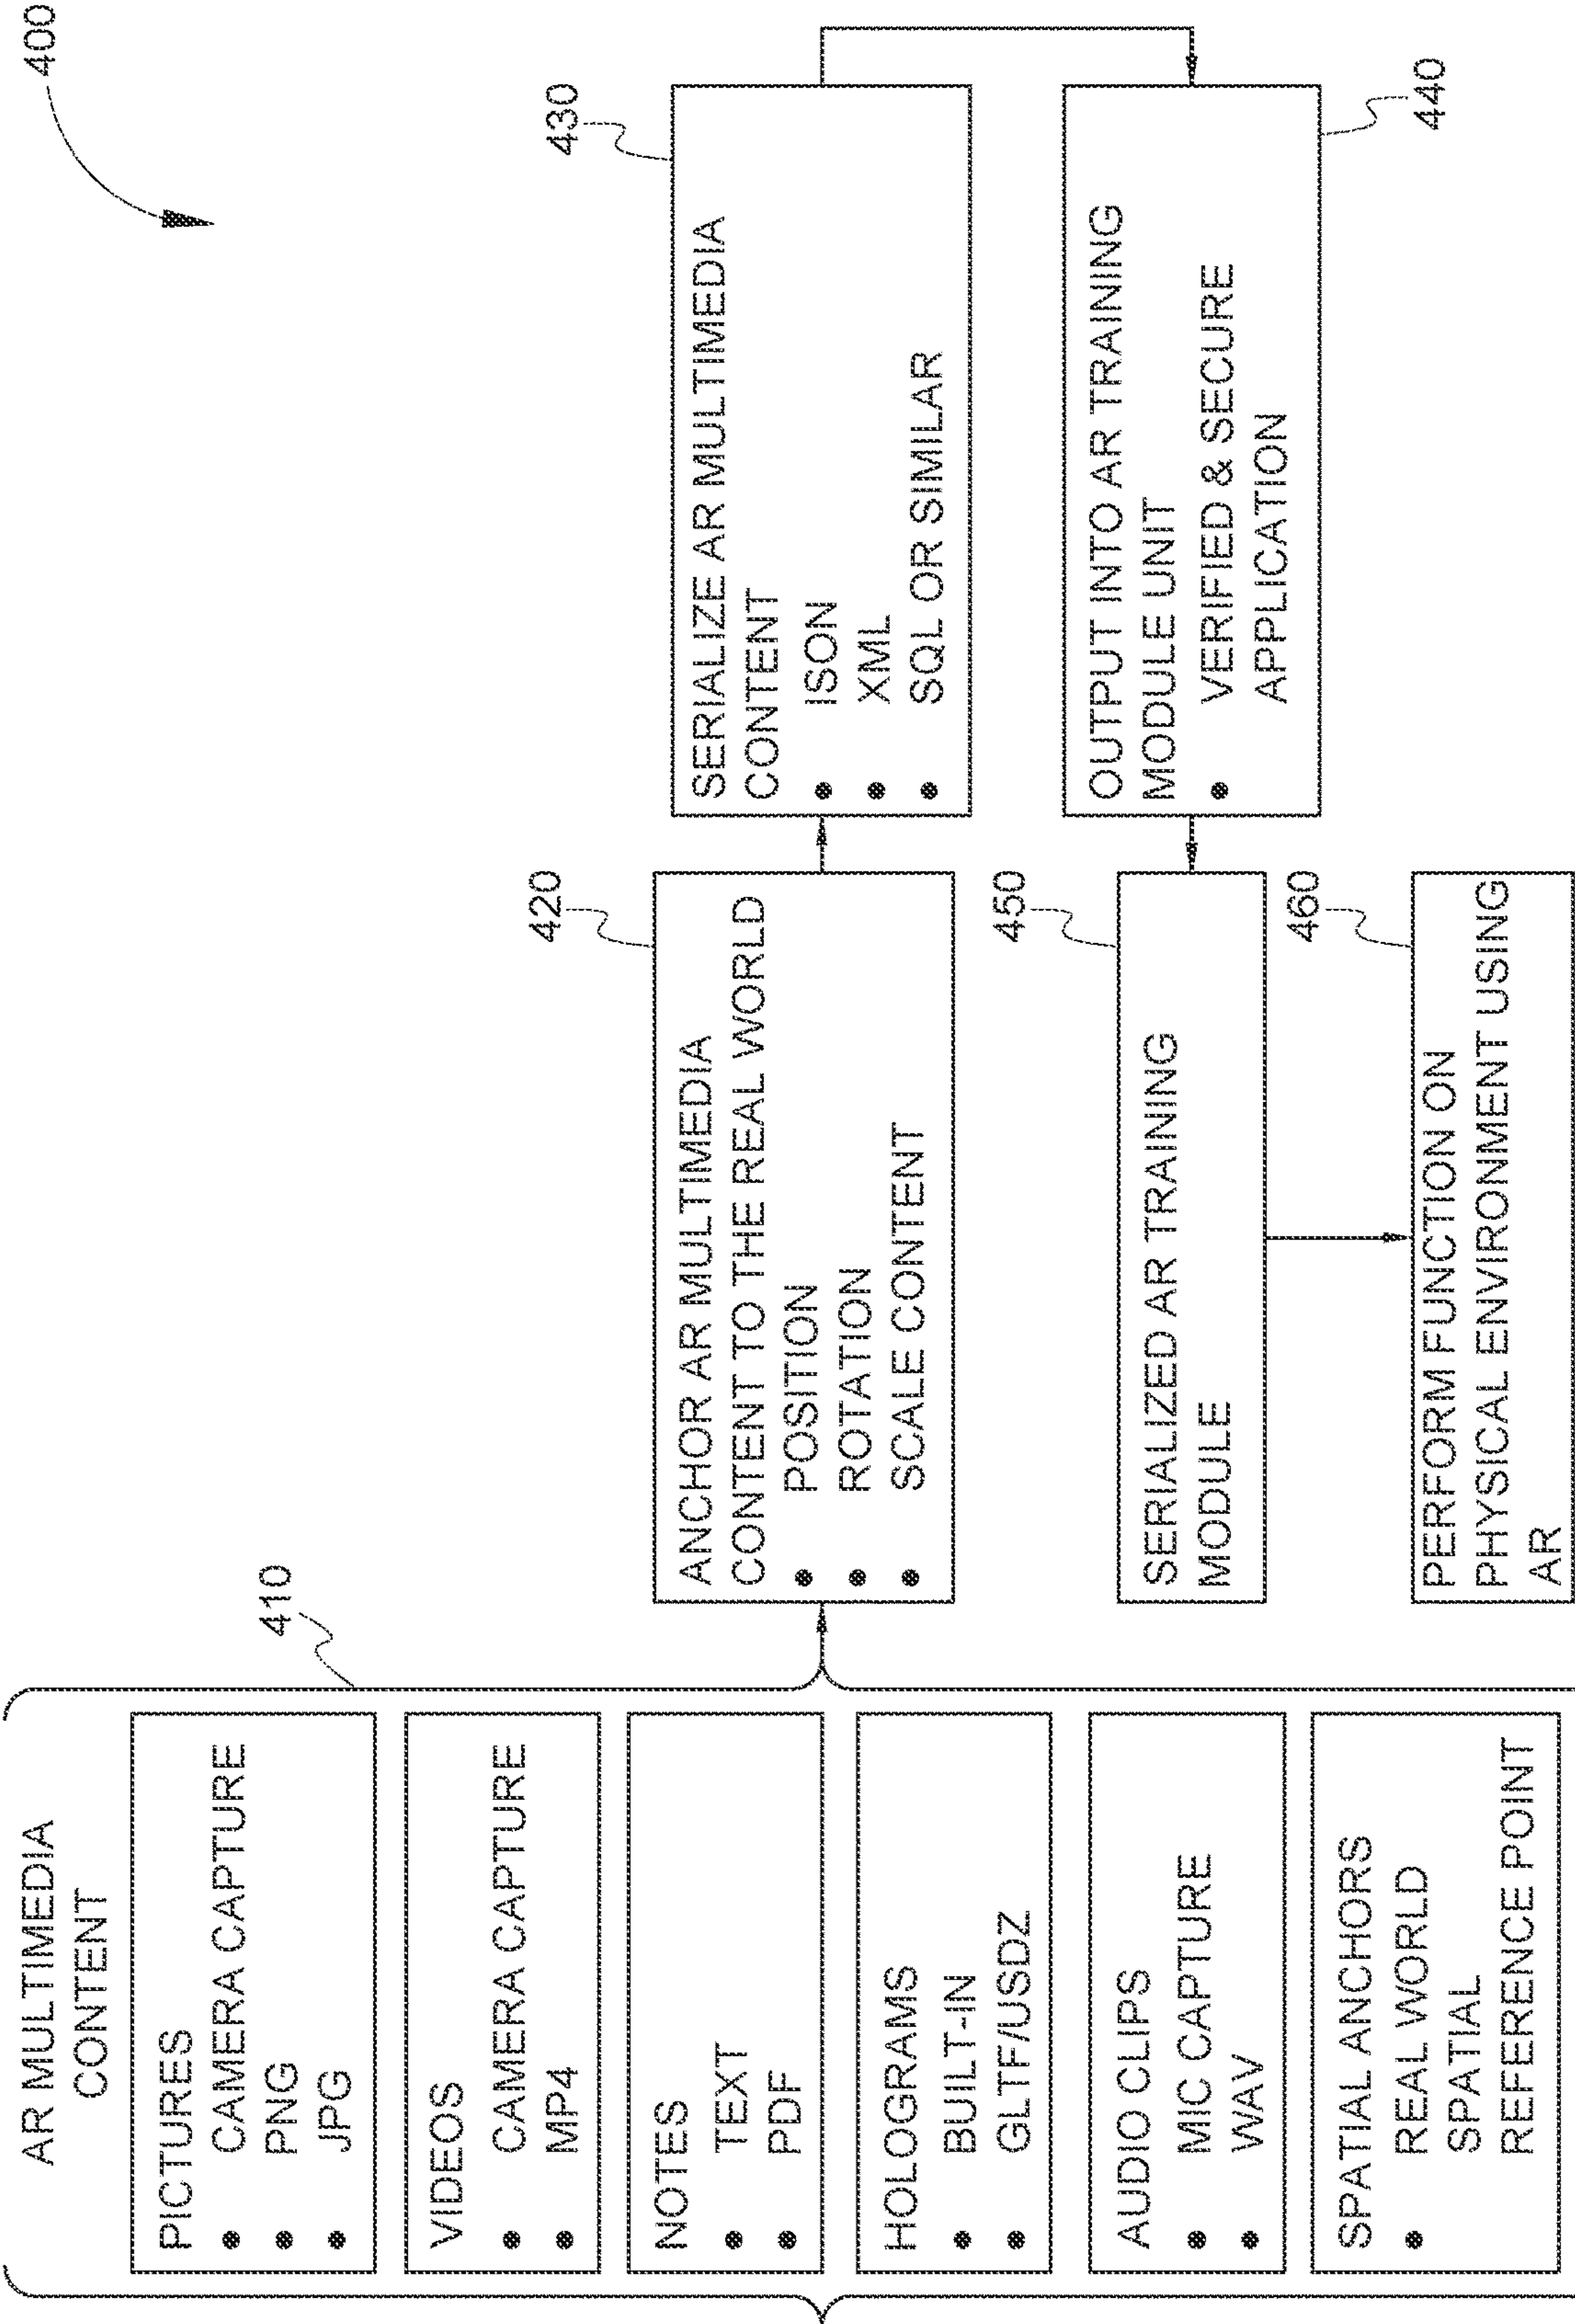 400
AR MULTIMEDIA
CONTENT
410
PICTURES
• CAMERA CAPTURE
• PNG
• JPG
VIDEOS
• CAMERA CAPTURE
• MP4
NOTES
• TEXT
• PDF
HOLOGRAMS
• BUILT-IN
• GLTF/USDZ
AUDIO CLIPS
• MIC CAPTURE
• WAV
SPATIAL ANCHORS
• REAL WORLD
SPATIAL
REFERENCE POINT
420
ANCHOR AR MULTIMEDIA
CONTENT TO THE REAL WORLD
• POSITION
• ROTATION
• SCALE CONTENT
430
SERIALIZE AR MULTIMEDIA
CONTENT
• ISON
• XML
• SQL OR SIMILAR
440
OUTPUT INTO AR TRAINING
MODULE UNIT
• VERIFIED & SECURE
APPLICATION
450
SERIALIZED AR TRAINING
MODULE
460
PERFORM FUNCTION ON
PHYSICAL ENVIRONMENT USING
AR